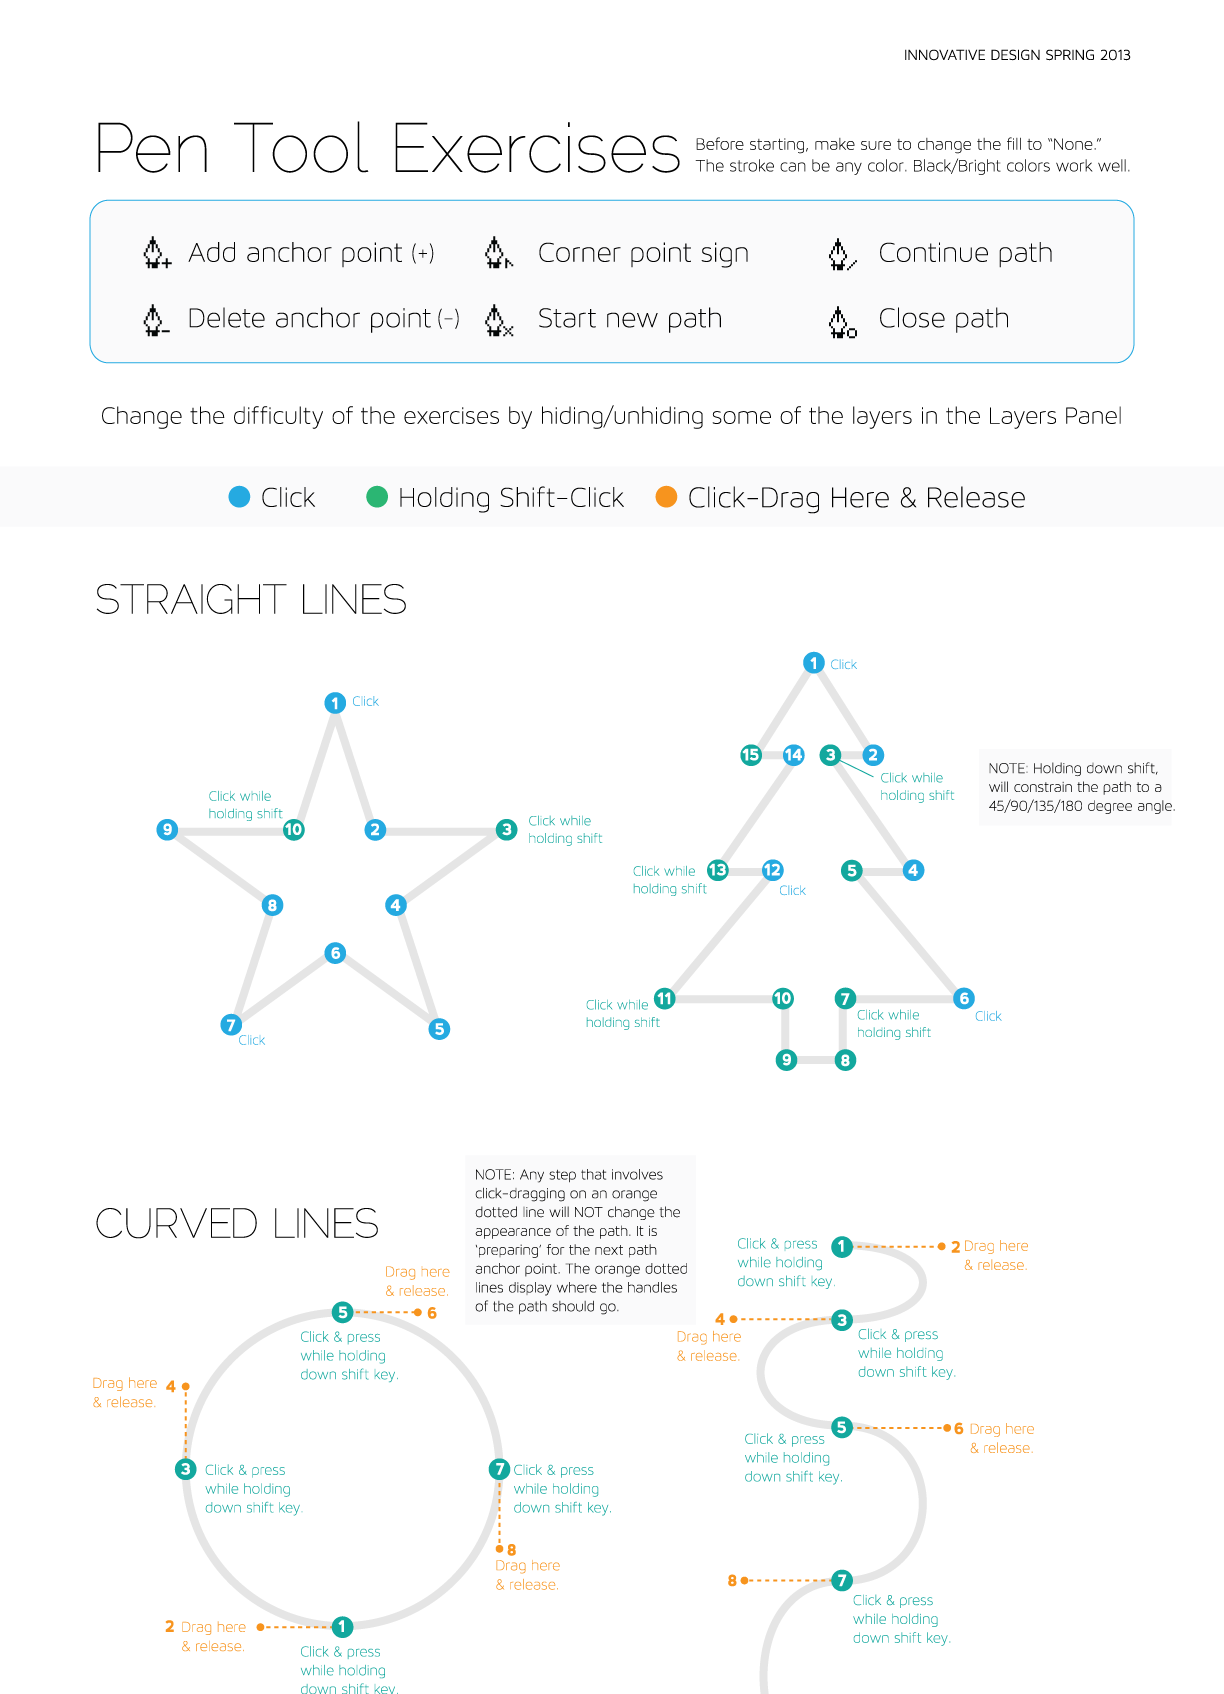 INNOVATIVE DESIGN SPRING 2013
Pen Tool Exercises
Before starting, make sure to change the fill to “None.”
The stroke can be any color. Black/Bright colors work well.
Add anchor point (+)
Corner point sign
Continue path
Delete anchor point (-)
Start new path
Close path
Change the difficulty of the exercises by hiding/unhiding some of the layers in the Layers Panel
Click
Holding Shift-Click
Click-Drag Here & Release
STRAIGHT LINES
1 Click
Click while
holding shift
9
10
2
3
Click while
holding shift
8
4
6
7
Click
5
1 Click
15
14
3
2
Click while
holding shift
NOTE: Holding down shift,
will constrain the path to a
45/90/135/180 degree angle.
Click while
holding shift
13
12
Click
5
4
Click while
holding shift
11
10
7
Click while
holding shift
6
Click
9
8
CURVED LINES
NOTE: Any step that involves
click-dragging on an orange
dotted line will NOT change the
appearance of the path. It is
‘preparing’ for the next path
anchor point. The orange dotted
lines display where the handles
of the path should go.
Drag here
& release.
5
6
Click & press
while holding
down shift key.
Drag here
& release.
4
3
Click & press
while holding
down shift key.
7
Click & press
while holding
down shift key.
8
Drag here
& release.
2 Drag here
& release.
1
Click & press
while holding
down shift key.
Click & press
while holding
down shift key.
1
2 Drag here
& release.
4
Drag here
& release.
3
Click & press
while holding
down shift key.
5
Click & press
while holding
down shift key.
6 Drag here
& release.
8
7
Click & press
while holding
down shift key.